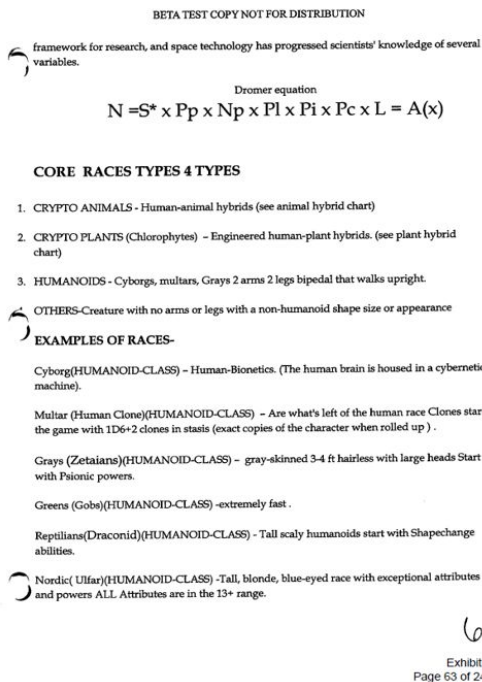 BETA TEST COPY NOT FOR DISTRIBUTION
framework for research, and space technology has progressed scientists' knowledge of several
variables.
Dromer equation
N =S* x Pp x Np x Pl x Pi x Pc x L = A(x)
CORE RACES TYPES 4 TYPES
1. CRYPTO ANIMALS - Human-animal hybrids (see animal hybrid chart)
2. CRYPTO PLANTS (Chlorophytes) - Engineered human-plant hybrids. (see plant hybrid
chart)
3. HUMANOIDS - Cyborgs, multars, Grays 2 arms 2 legs bipedal that walks upright.
OTHERS-Creature with no arms or legs with a non-humanoid shape size or appearance
EXAMPLES OF RACES-
Cyborg(HUMANOID-CLASS) – Human-Bionetics. (The human brain is housed in a cybernetic
machine).
Multar (Human Clone)(HUMANOID-CLASS) – Are what's left of the human race Clones star
the game with 1D6+2 clones in stasis (exact copies of the character when rolled up ) .
Grays (Zetaians)(HUMANOID-CLASS) – gray-skinned 3-4 ft hairless with large heads Start
with Psionic powers.
Greens (Gobs)(HUMANOID-CLASS) -extremely fast .
Reptilians(Draconid)(HUMANOID-CLASS) - Tall scaly humanoids start with Shapechange
abilities.
Nordic( Ulfar)(HUMANOID-CLASS) -Tall, blonde, blue-eyed race with exceptional attributes
and powers ALL Attributes are in the 13+ range.
6
Exhibit
Page 63 of 24